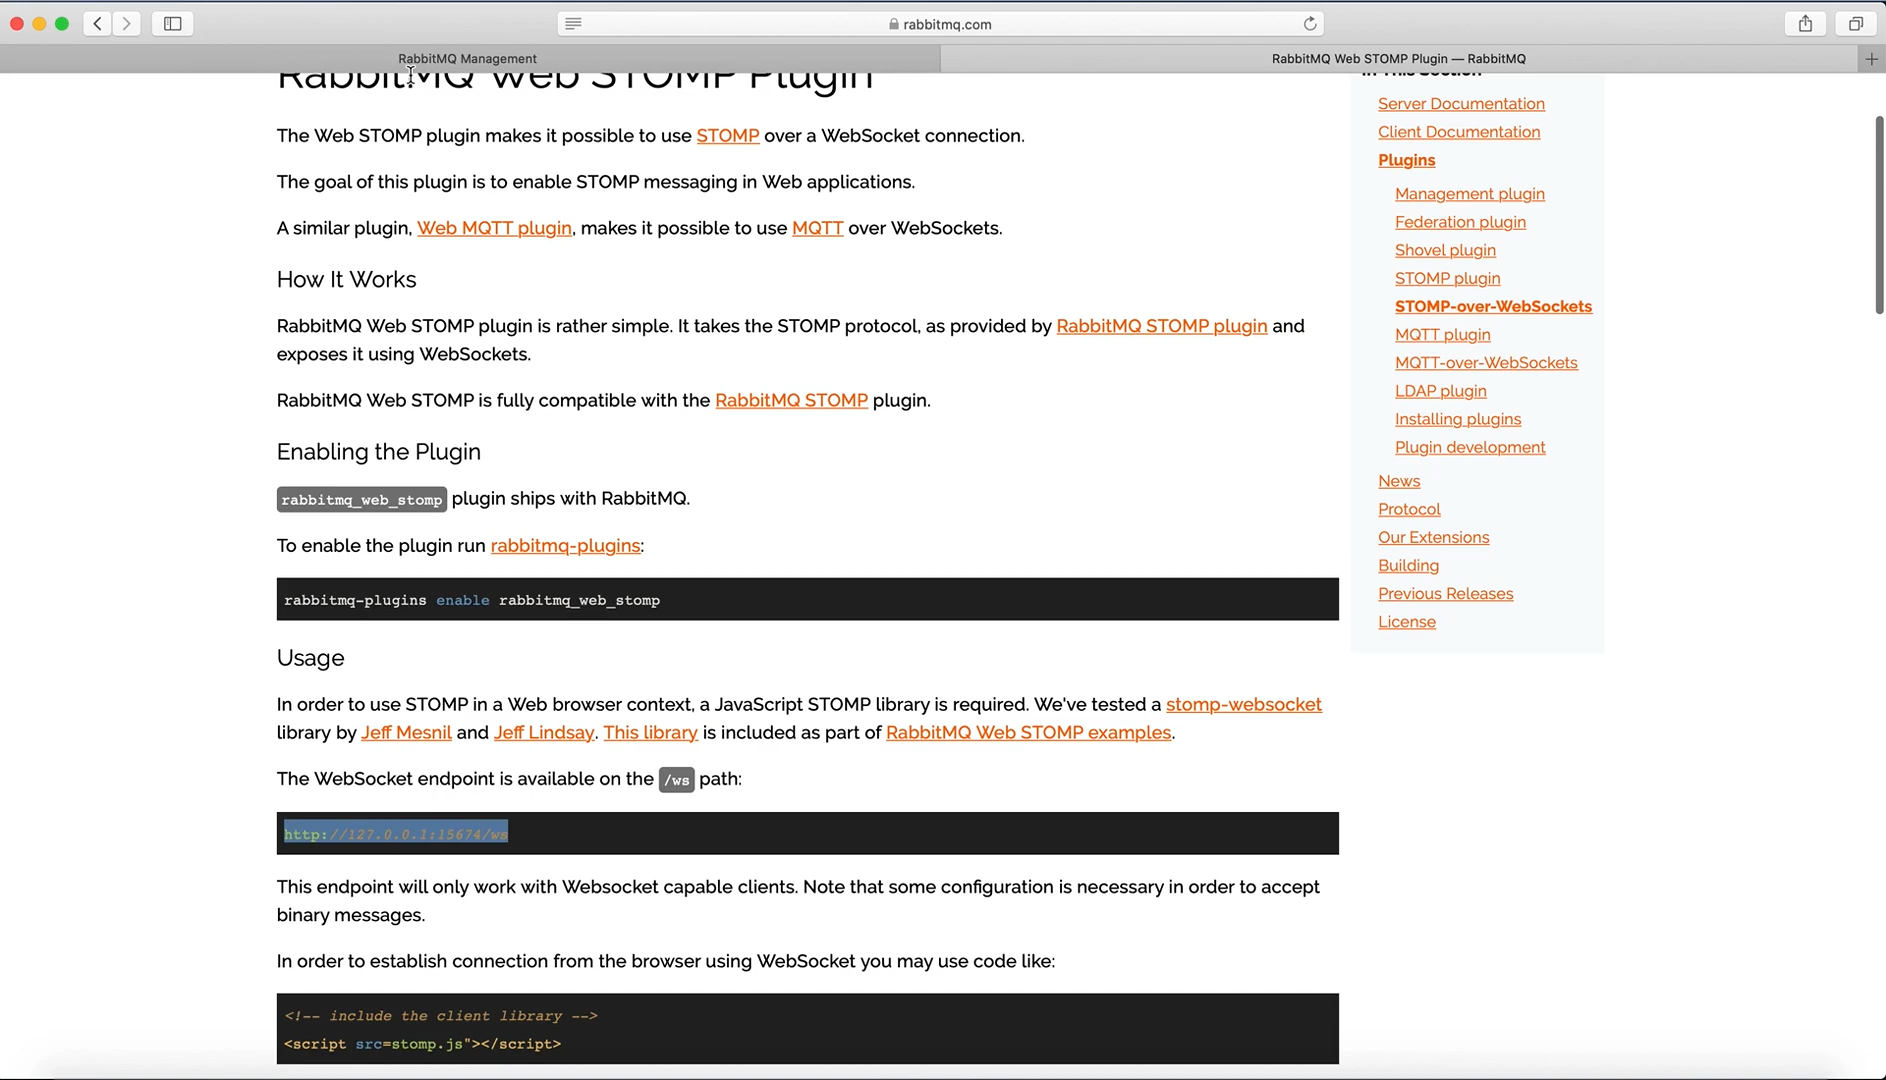 rabbitmq.com
RabbitMQ Management
RabbitMQ Web STOMP Plugin — RabbitMQ
RabbitMQ Web STOMP Plugin
The Web STOMP plugin makes it possible to use STOMP over a WebSocket connection.
The goal of this plugin is to enable STOMP messaging in Web applications.
A similar plugin, Web MQTT plugin, makes it possible to use MQTT over WebSockets.
How It Works
RabbitMQ Web STOMP plugin is rather simple. It takes the STOMP protocol, as provided by RabbitMQ STOMP plugin and
exposes it using WebSockets.
RabbitMQ Web STOMP is fully compatible with the RabbitMQ STOMP plugin.
Enabling the Plugin
rabbitmq_web_stomp plugin ships with RabbitMQ.
To enable the plugin run rabbitmq-plugins:
rabbitmq-plugins enable rabbitmq_web_stomp
Usage
In order to use STOMP in a Web browser context, a JavaScript STOMP library is required. We've tested a stomp-websocket
library by Jeff Mesnil and Jeff Lindsay. This library is included as part of RabbitMQ Web STOMP examples.
The WebSocket endpoint is available on the /ws path:
http://127.0.0.1:15674/ws
This endpoint will only work with Websocket capable clients. Note that some configuration is necessary in order to accept
binary messages.
In order to establish connection from the browser using WebSocket you may use code like:
<!-- include the client library -->
<script src=stomp.js"></script>
In This Section
Server Documentation
Client Documentation
Plugins
Management plugin
Federation plugin
Shovel plugin
STOMP plugin
STOMP-over-WebSockets
MQTT plugin
MQTT-over-WebSockets
LDAP plugin
Installing plugins
Plugin development
News
Protocol
Our Extensions
Building
Previous Releases
License